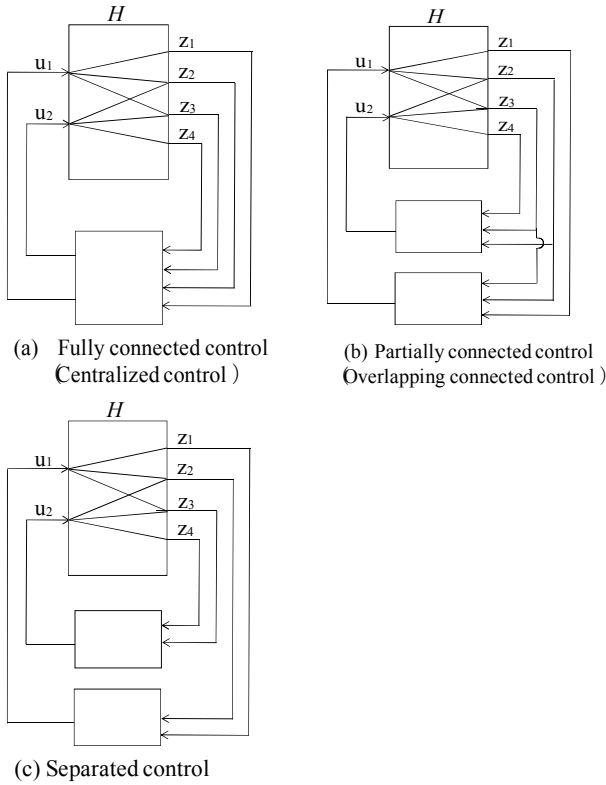 H
u1
u2
z1
z2
z3
z4
(a) Fully connected control
(Centralized control )
H
u1
u2
z1
z2
z3
z4
(b) Partially connected control
(Overlapping connected control )
H
u1
u2
z1
z2
z3
z4
(c) Separated control